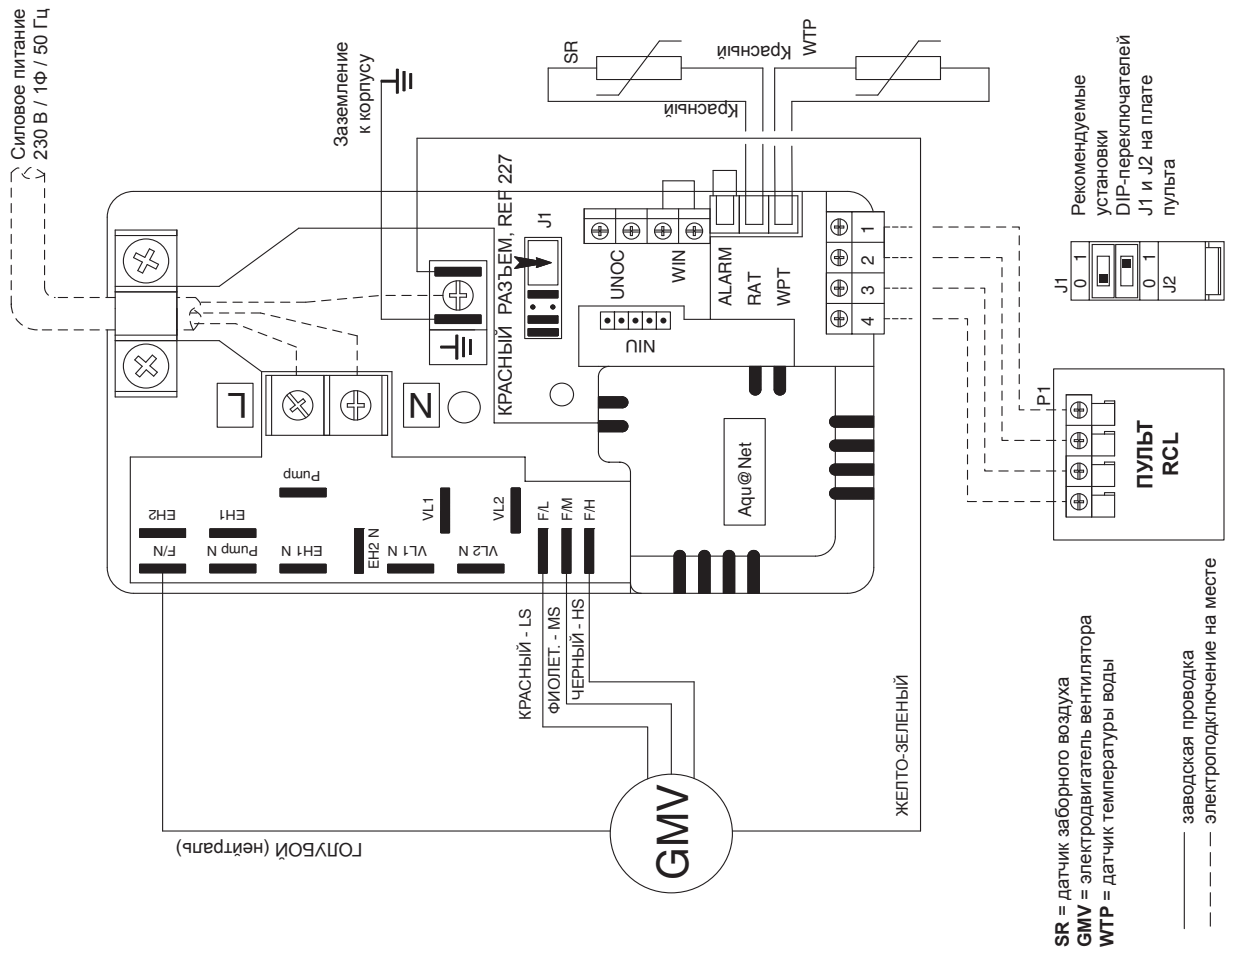 Силовое питание
230 В / 1Ф / 50 Гц
Заземление
к корпусу
SR
Красный
Красный
WTP
КРАСНЫЙ РАЗЪЕМ, REF 227
J1
UNOC
WIN
ALARM
RAT
WPT
NIU
1
2
3
4
L
N
Pump
EH2
EH1
F/N
Pump N
EH1 N
EH2 N
VL1 N
VL2 N
VL1
VL2
F/L
F/M
F/H
Aqu@Net
КРАСНЫЙ - LS
ФИОЛЕТ. - MS
ЧЕРНЫЙ - HS
ГОЛУБОЙ (нейтраль)
GMV
ЖЕЛТО-ЗЕЛЕНЫЙ
Рекомендуемые
установки
DIP-переключателей
J1 и J2 на плате
пульта
J1
0 1
0 1
J2
P1
ПУЛЬТ
RCL
SR = датчик заборного воздуха
GMV = электродвигатель вентилятора
WTP = датчик температуры воды
заводская проводка
электроподключение на месте